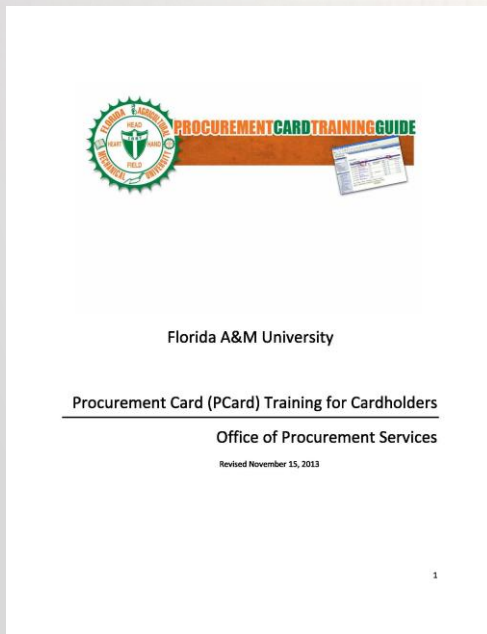 FLORIDA AGRICULTURAL
MECHANICAL UNIVERSITY
HEAD
HEART
HAND
FIELD
1887
PROCUREMENTCARDTRAININGGUIDE
Florida A&M University
Procurement Card (PCard) Training for Cardholders
Office of Procurement Services
Revised November 15, 2013
1